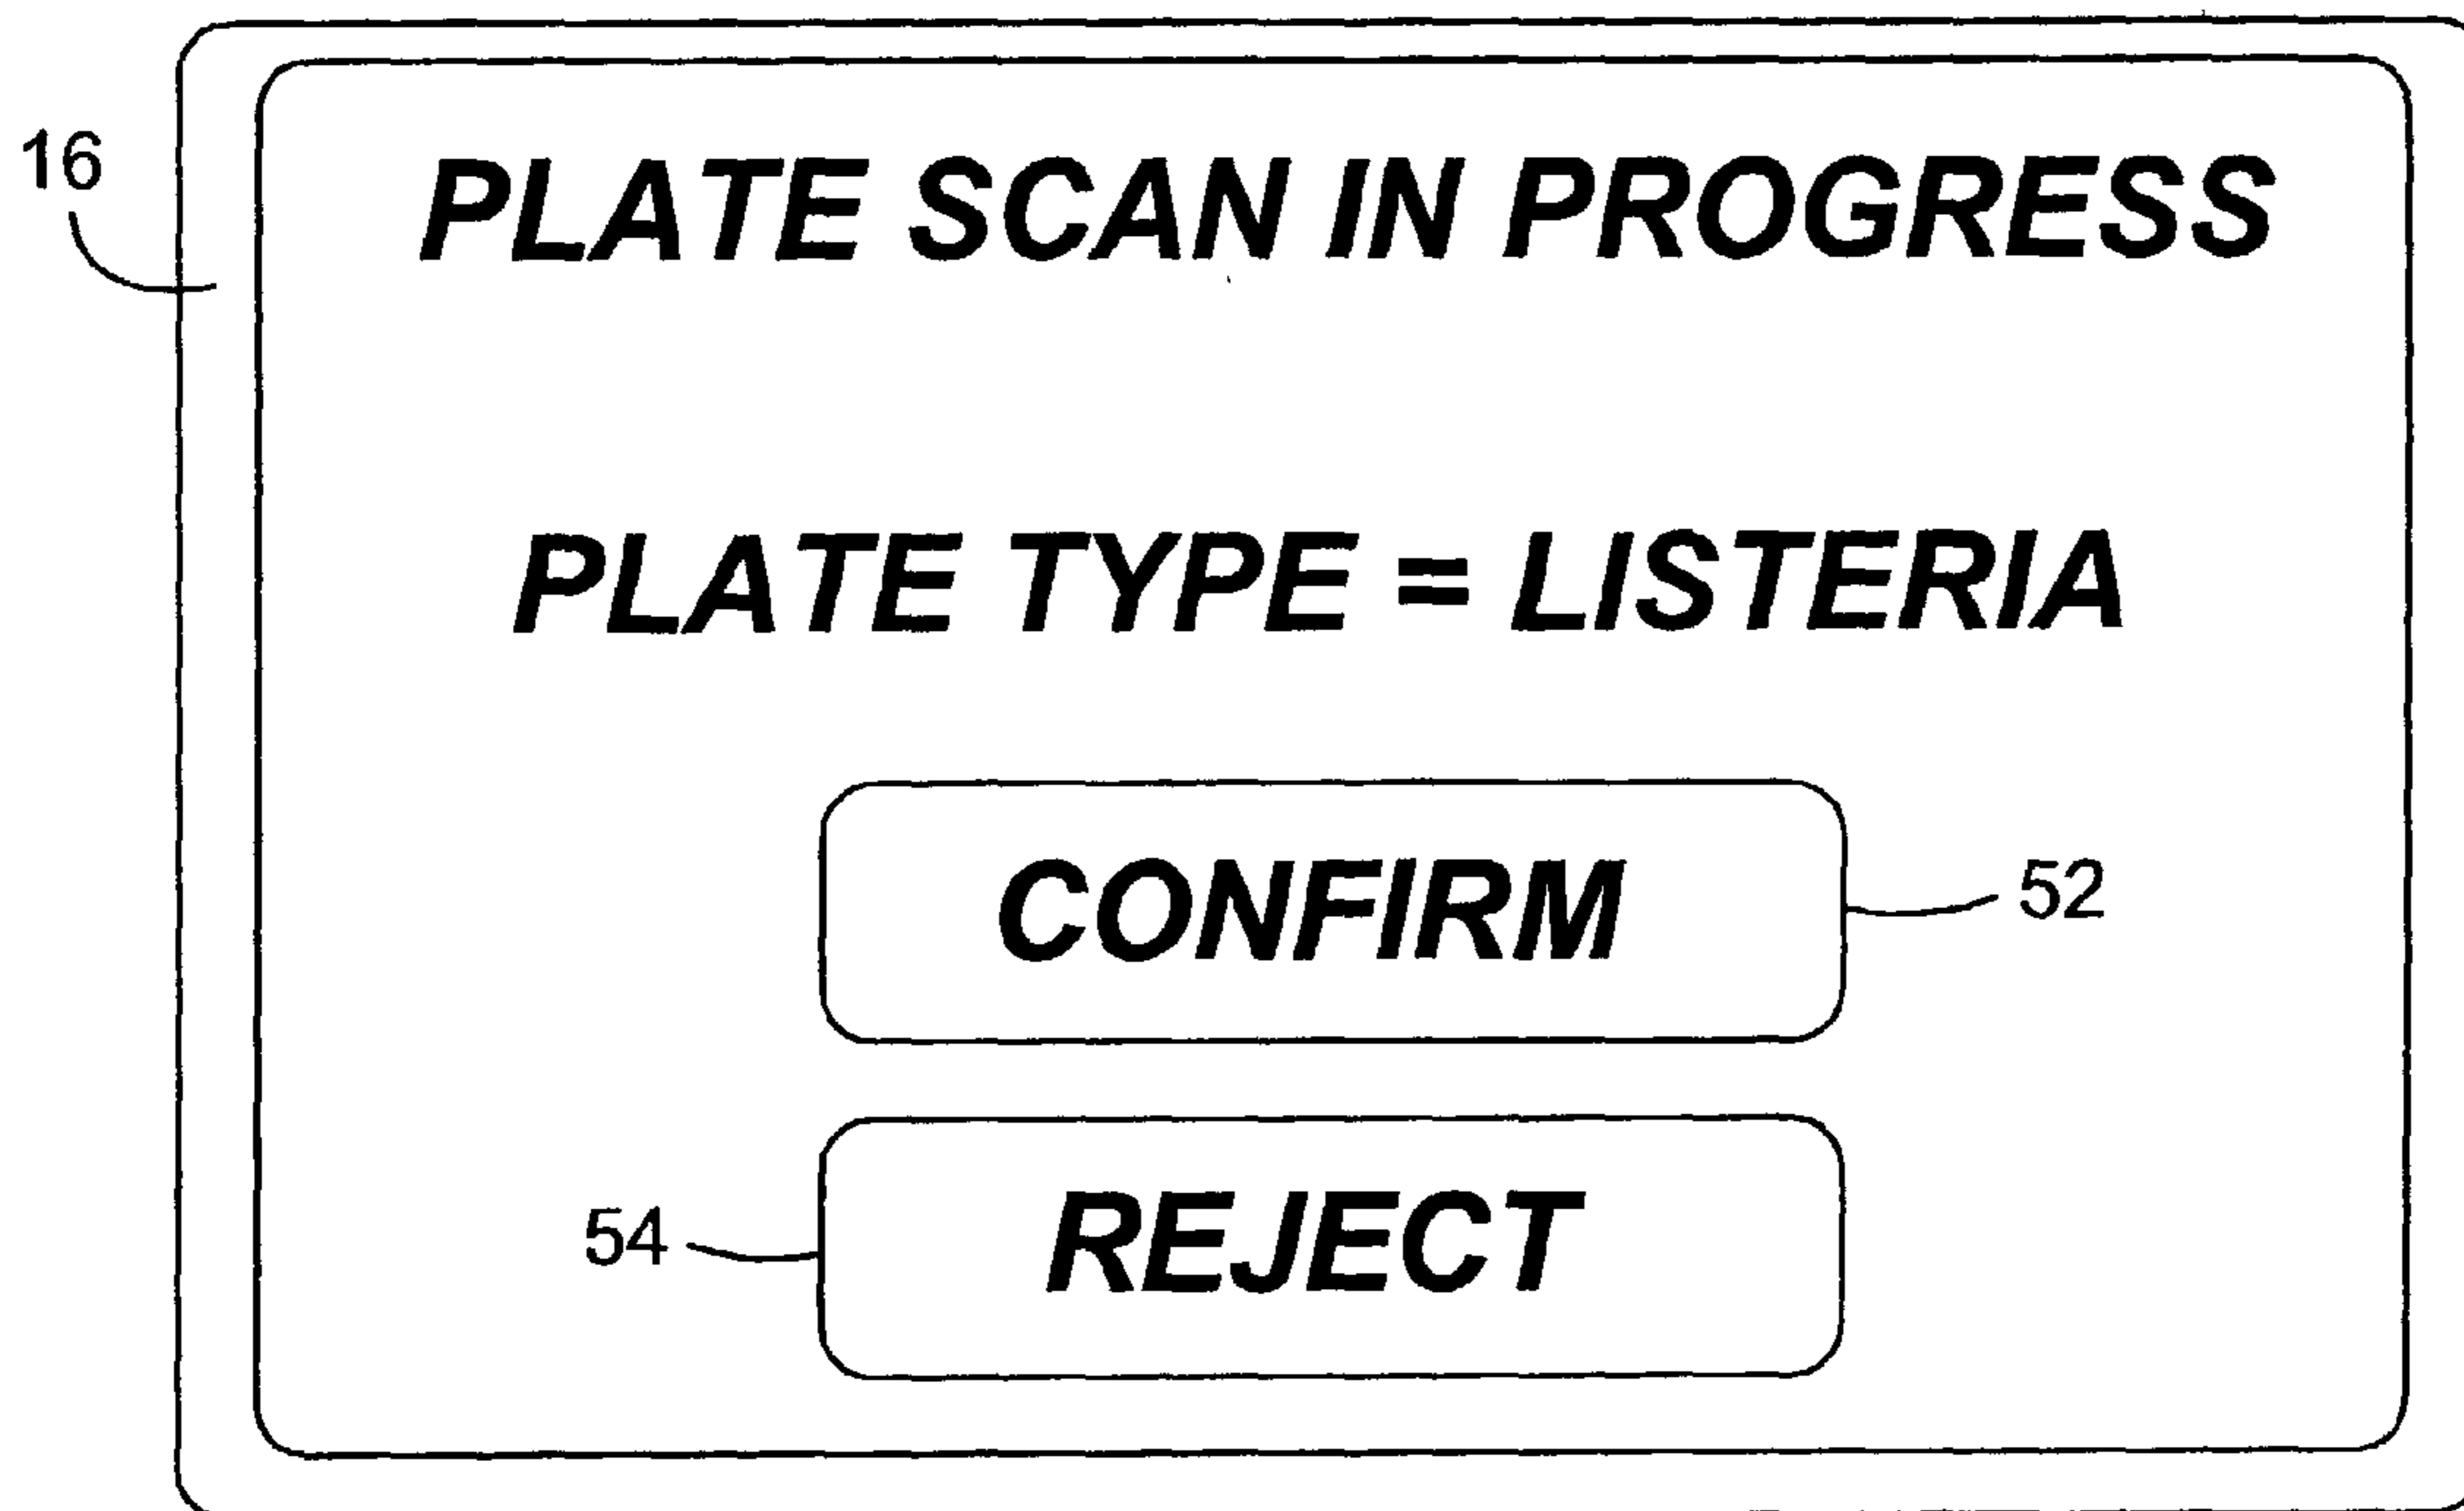 16
PLATE SCAN IN PROGRESS
PLATE TYPE = LISTERIA
CONFIRM
52
54
REJECT